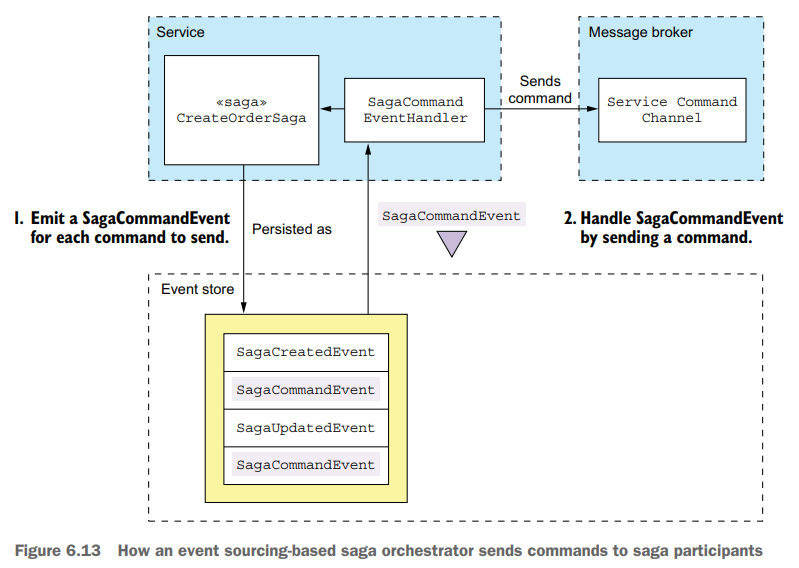 Service
Message broker
«saga»
CreateOrderSaga
SagaCommand
EventHandler
Sends
command
Service Command
Channel
1. Emit a SagaCommandEvent
for each command to send.
Persisted as
SagaCommandEvent
2. Handle SagaCommandEvent
by sending a command.
Event store
SagaCreatedEvent
SagaCommandEvent
SagaUpdatedEvent
SagaCommandEvent
Figure 6.13 How an event sourcing-based saga orchestrator sends commands to saga participants